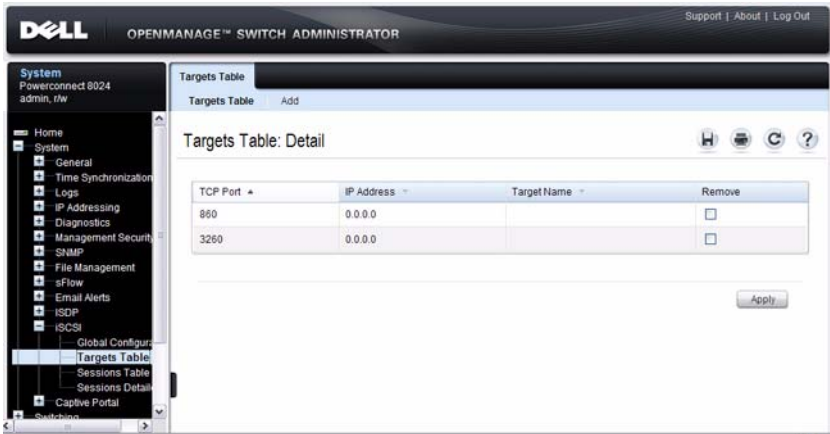 DELL
OPENMANAGE™ SWITCH ADMINISTRATOR
Support | About | Log Out
System
Powerconnect 8024
admin, r/w
Home
System
General
Time Synchronization
Logs
IP Addressing
Diagnostics
Management Security
SNMP
File Management
sFlow
Email Alerts
ISDP
iSCSI
Global Configura
Targets Table
Sessions Table
Sessions Detail
Captive Portal
Switching
Targets Table
Targets Table Add
Targets Table: Detail
TCP Port IP Address Target Name Remove
860 0.0.0.0
3260 0.0.0.0
Apply